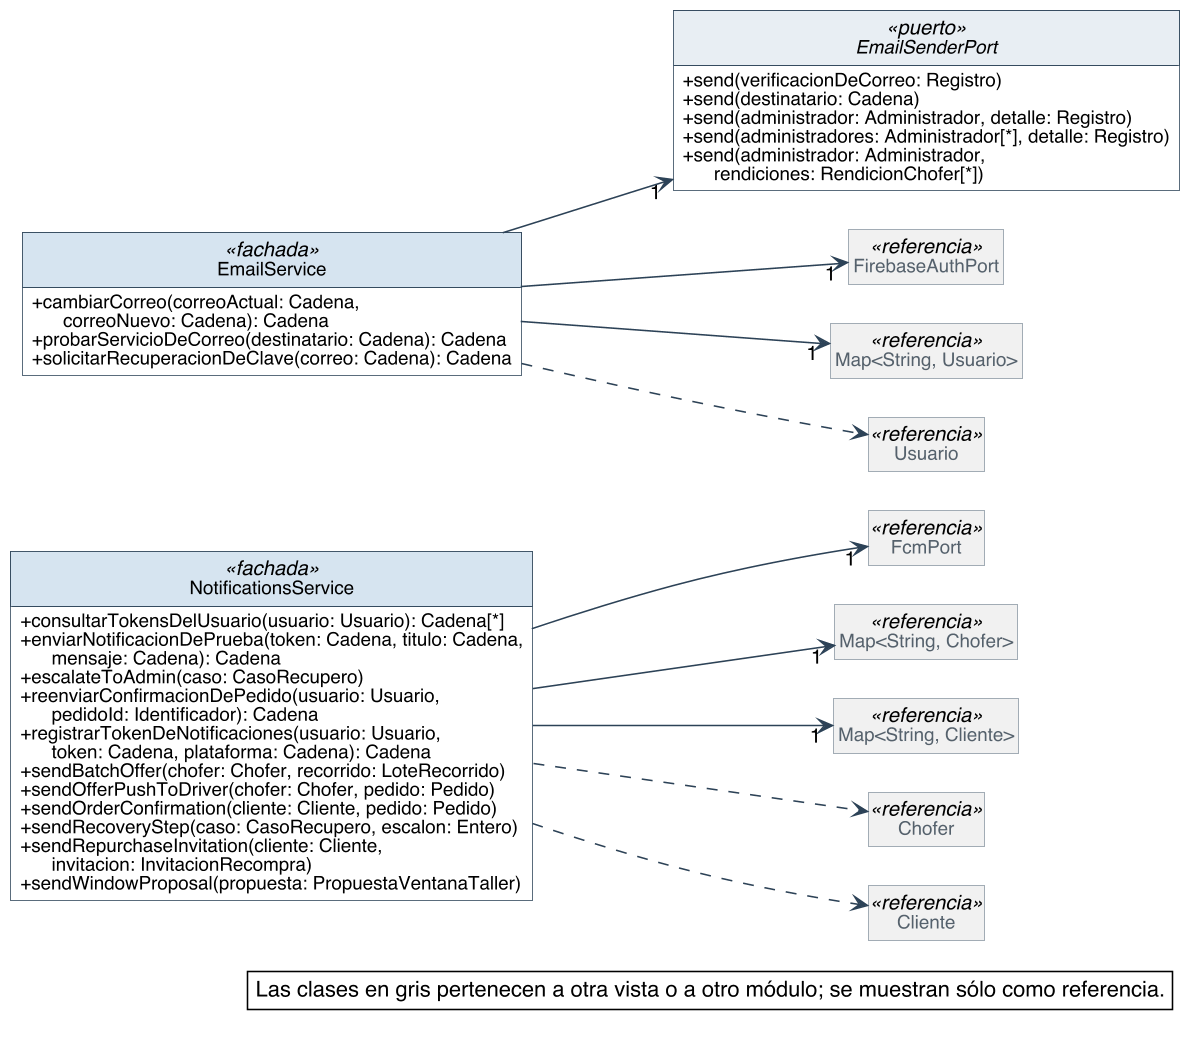 «puerto»
EmailSenderPort
+send(verificacionDeCorreo: Registro)
+send(destinatario: Cadena)
+send(administrador: Administrador, detalle: Registro)
+send(administradores: Administrador[*], detalle: Registro)
+send(administrador: Administrador,
rendiciones: RendicionChofer[*])
1
«fachada»
EmailService
+cambiarCorreo(correoActual: Cadena,
correoNuevo: Cadena): Cadena
+probarServicioDeCorreo(destinatario: Cadena): Cadena
+solicitarRecuperacionDeClave(correo: Cadena): Cadena
«referencia»
FirebaseAuthPort
1
«referencia»
Map<String, Usuario>
1
«referencia»
Usuario
«referencia»
FcmPort
1
«fachada»
NotificationsService
+consultarTokensDelUsuario(usuario: Usuario): Cadena[*]
+enviarNotificacionDePrueba(token: Cadena, titulo: Cadena,
mensaje: Cadena): Cadena
+escalateToAdmin(caso: CasoRecupero)
+reenviarConfirmacionDePedido(usuario: Usuario,
pedidoId: Identificador): Cadena
+registrarTokenDeNotificaciones(usuario: Usuario,
token: Cadena, plataforma: Cadena): Cadena
+sendBatchOffer(chofer: Chofer, recorrido: LoteRecorrido)
+sendOfferPushToDriver(chofer: Chofer, pedido: Pedido)
+sendOrderConfirmation(cliente: Cliente, pedido: Pedido)
+sendRecoveryStep(caso: CasoRecupero, escalon: Entero)
+sendRepurchaseInvitation(cliente: Cliente,
invitacion: InvitacionRecompra)
+sendWindowProposal(propuesta: PropuestaVentanaTaller)
«referencia»
Map<String, Chofer>
1
«referencia»
Map<String, Cliente>
1
«referencia»
Chofer
«referencia»
Cliente
Las clases en gris pertenecen a otra vista o a otro módulo; se muestran sólo como referencia.